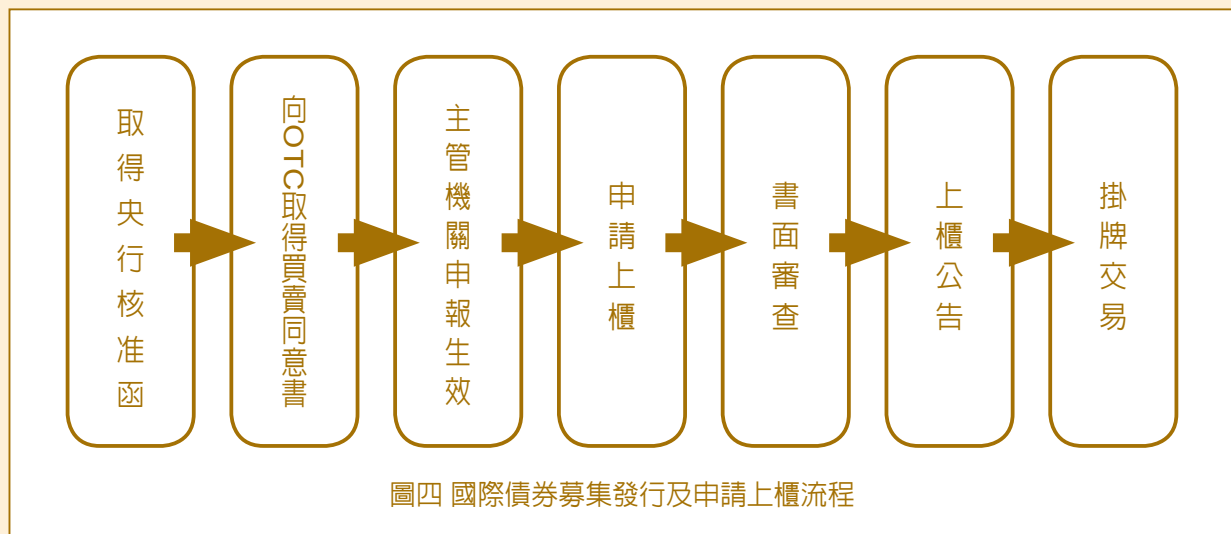 取得央行核准函
向OTC取得買賣同意書
主管機關申報生效
申請上櫃
書面審查
上櫃公告
掛牌交易
圖四 國際債券募集發行及申請上櫃流程